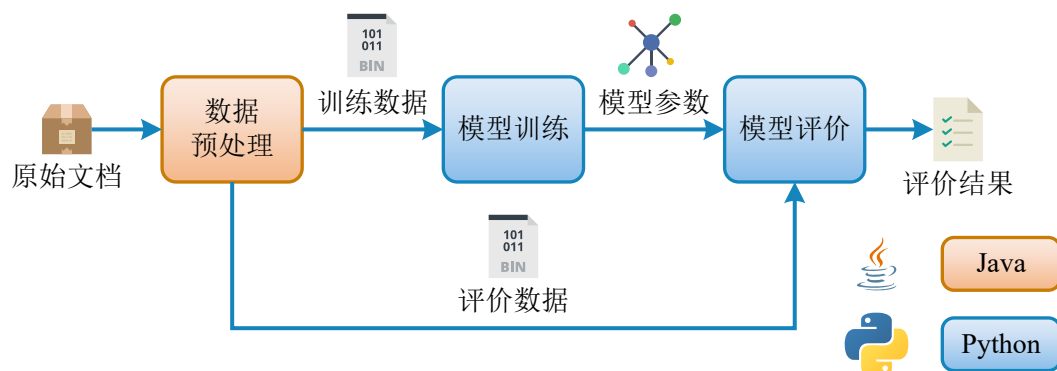 101
011
BIN
数据
预处理
训练数据
模型训练
模型参数
模型评价
原始文档
评价结果
101
011
BIN
评价数据
Java
Python